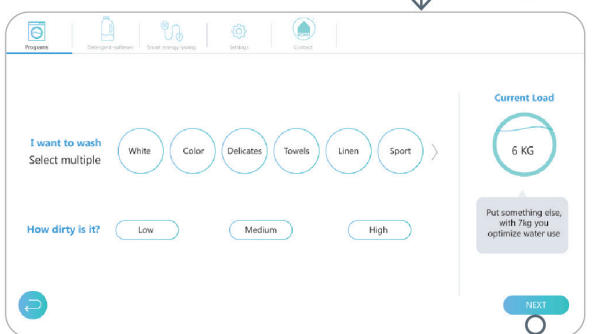 Programs
Detergent-softener
Smart energy-saving
Settings
Contact
Current Load
I want to wash
Select multiple
White
Color
Delicates
Towels
Linen
Sport
6 KG
Put something else,
with 7kg you
optimize water use
How dirty is it?
Low
Medium
High
NEXT